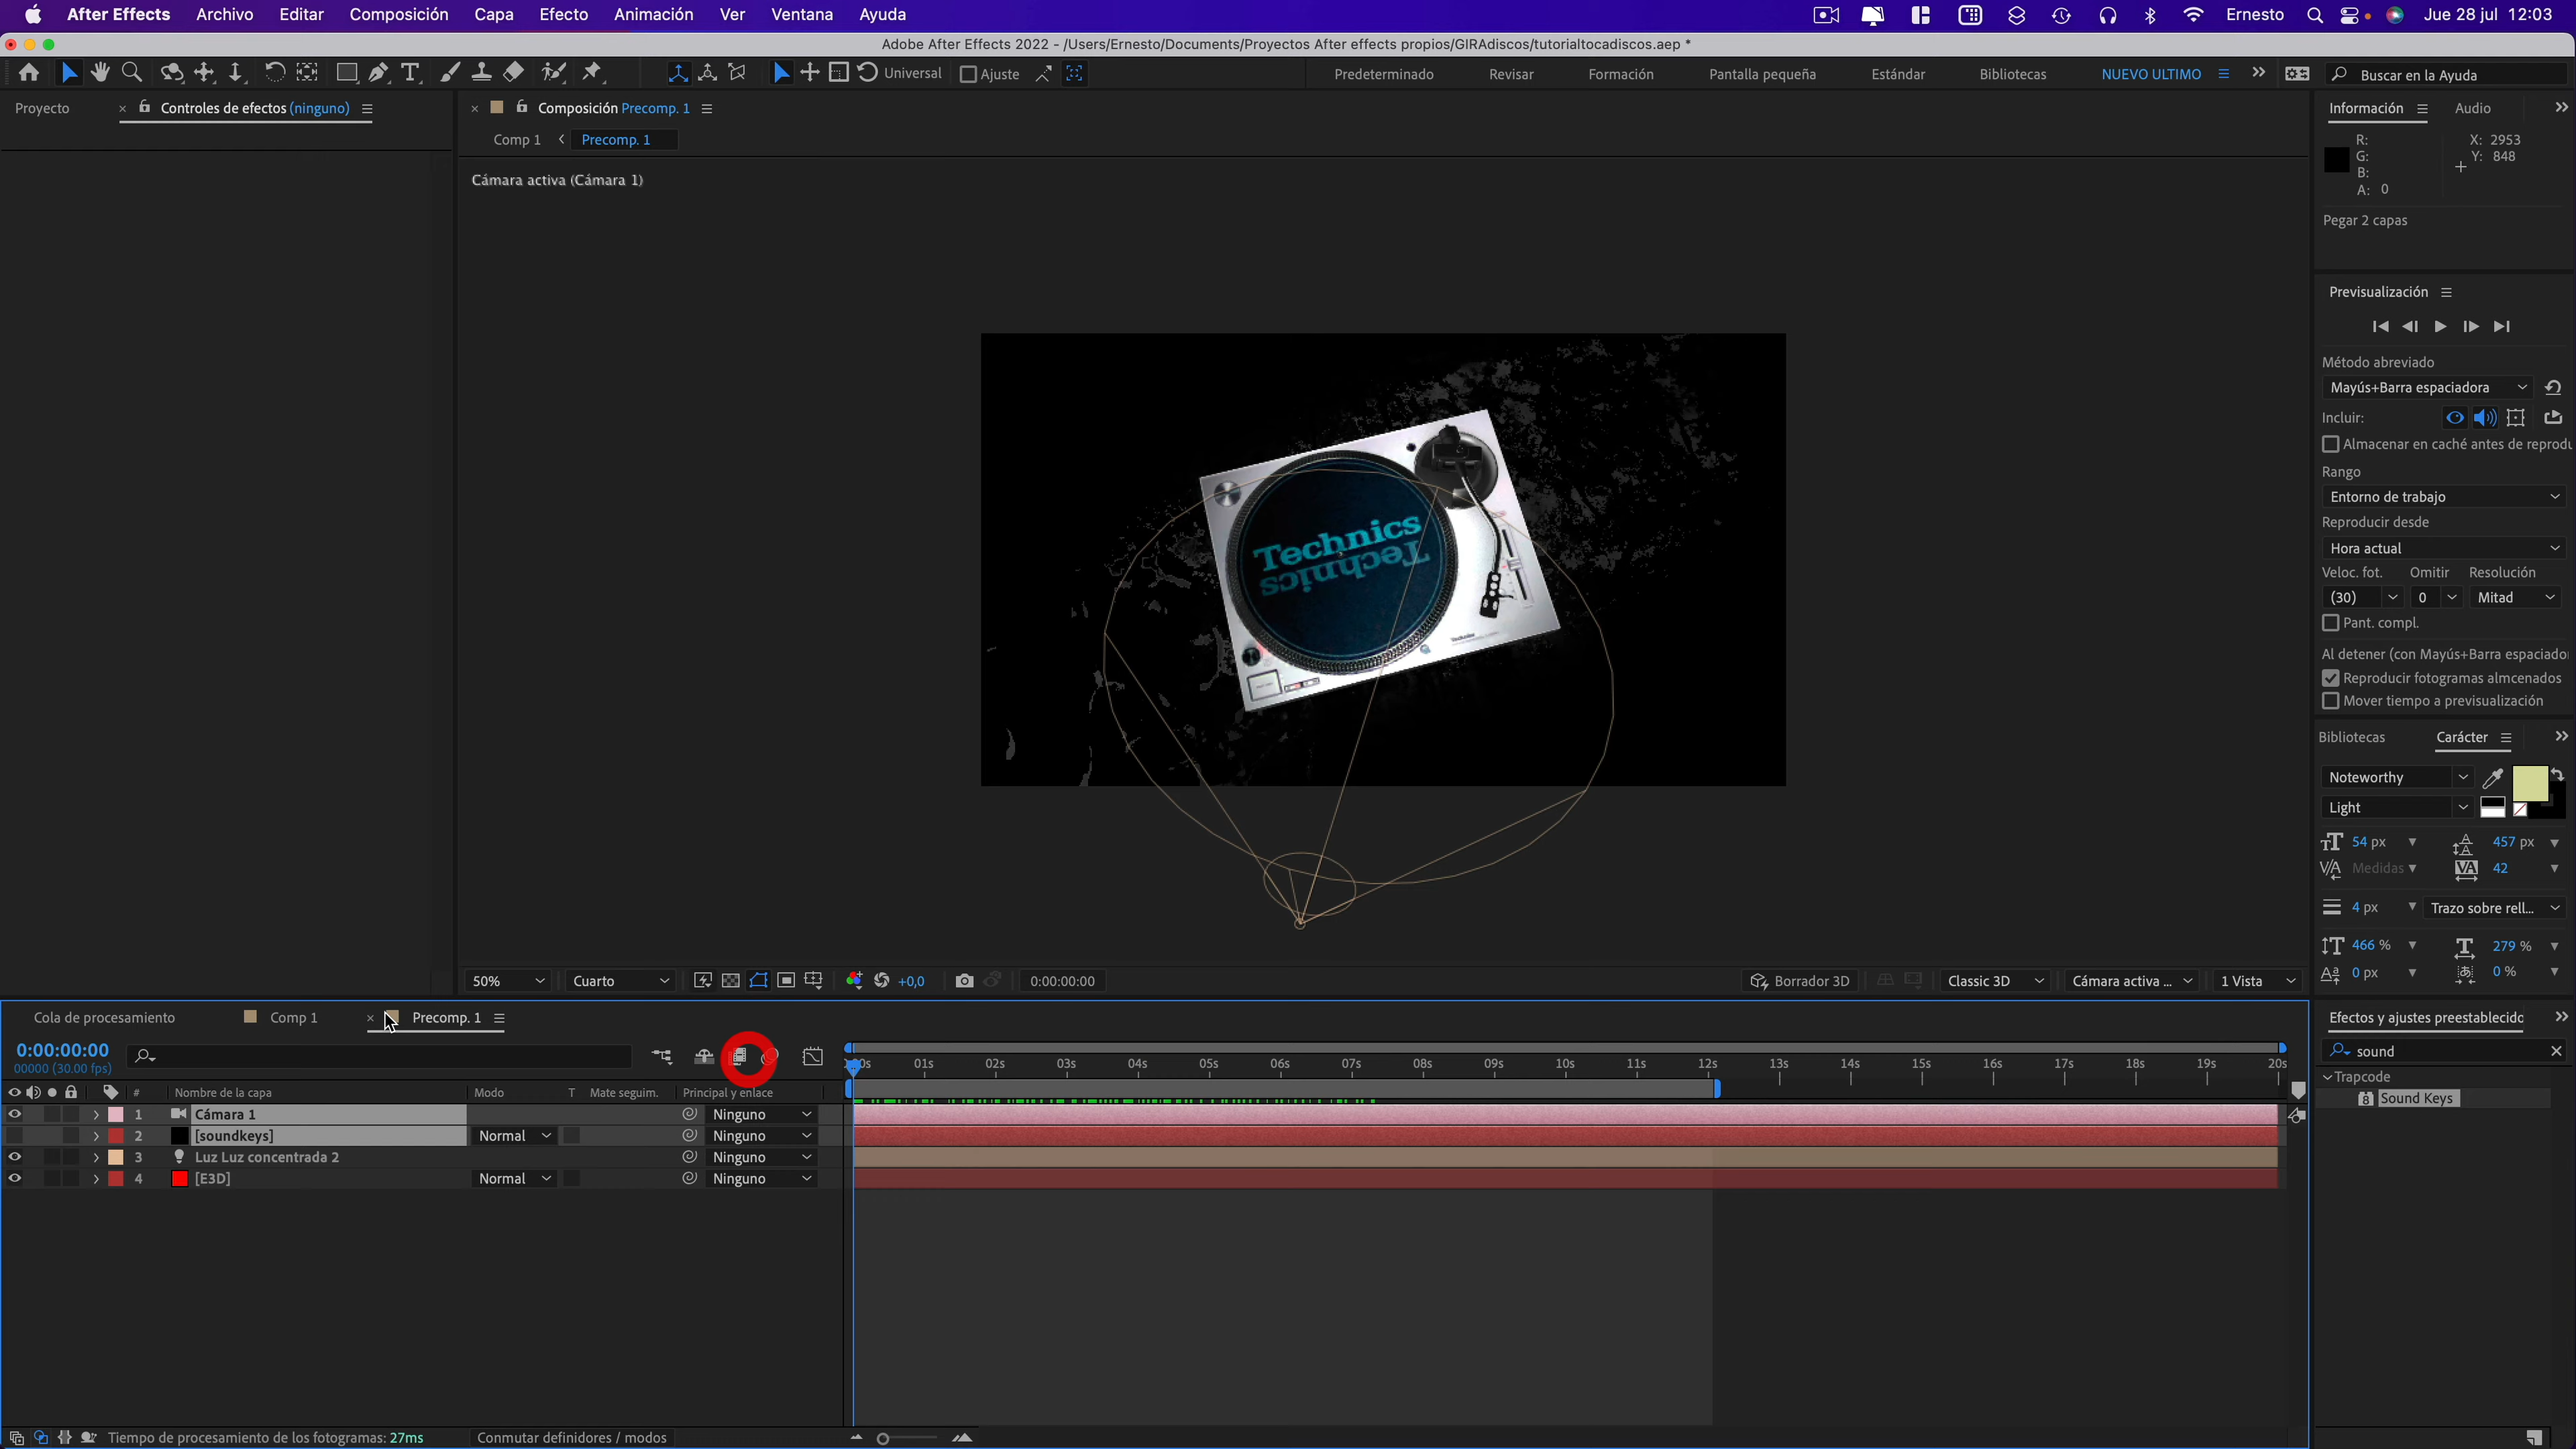 After Effects Archivo Editar Composición Capa Efecto Animación Ver Ventana Ayuda Ernesto Jue 28 jul 12:03
Adobe After Effects 2022 - /Users/Ernesto/Documents/Proyectos After effects propios/GIRAdiscos/tutorialtocadiscos.aep *
Universal Ajuste Predeterminado Revisar Formación Pantalla pequeña Estándar Bibliotecas NUEVO ULTIMO Buscar en la Ayuda
Proyecto Controles de efectos (ninguno) Composición Precomp. 1 Información Audio
Comp 1 Precomp. 1
R: X: 2953
G: Y: 848
B:
A: 0
Cámara activa (Cámara 1)
Pegar 2 capas
Previsualización
Método abreviado
Mayús+Barra espaciadora
Incluir:
Almacenar en caché antes de reprodu
Rango
Entorno de trabajo
Reproducir desde
Hora actual
Veloc. fot. Omitir Resolución
(30) 0 Mitad
Pant. compl.
Al detener (con Mayús+Barra espaciador
Reproducir fotogramas almcenados
Mover tiempo a previsualización
Technics
Technics
Bibliotecas Carácter
Noteworthy
Light
54 px 457 px
Medidas 42
4 px Trazo sobre rell...
466 % 279 %
0 px 0 %
50% Cuarto +0,0 0:00:00:00 Borrador 3D Classic 3D Cámara activa ... 1 Vista
Cola de procesamiento Comp 1 Precomp. 1 Efectos y ajustes preestablecido
0:00:00:00
00000 (30.00 fps)
sound
01s 02s 03s 04s 05s 06s 07s 08s 09s 10s 11s 12s 13s 14s 15s 16s 17s 18s 19s 20s
Trapcode
Sound Keys
# Nombre de la capa Modo T Mate seguim. Principal y enlace
1 Cámara 1 Ninguno
2 [soundkeys] Normal Ninguno
3 Luz Luz concentrada 2 Ninguno
4 [E3D] Normal Ninguno
Tiempo de procesamiento de los fotogramas: 27ms Conmutar definidores / modos